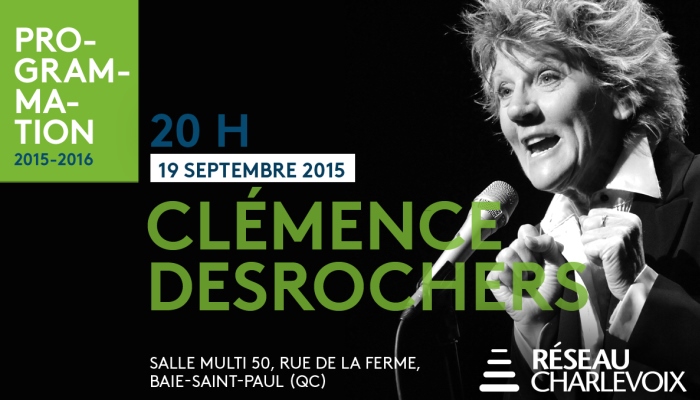 PRO-
GRAM-
MA-
TION
2015-2016
20 H
19 SEPTEMBRE 2015
CLÉMENCE
DESROCHERS
SALLE MULTI 50, RUE DE LA FERME,
BAIE-SAINT-PAUL (QC)
RÉSEAU
CHARLEVOIX